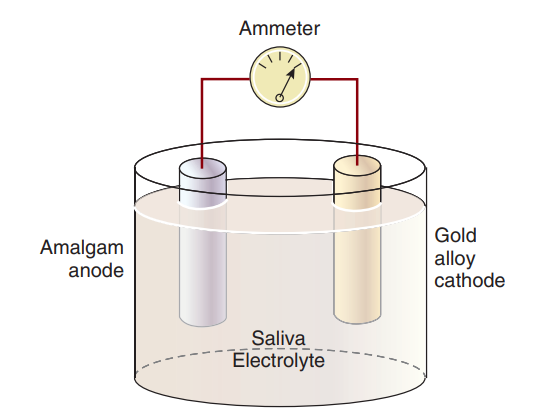 Ammeter
Amalgam
anode
Gold
alloy
cathode
Saliva
Electrolyte